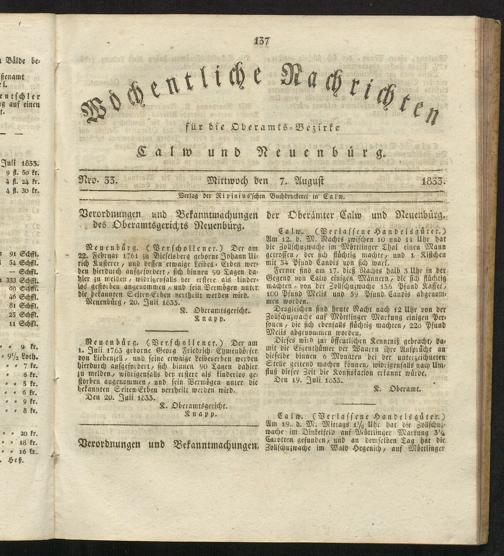 137
Wöchentliche Nachrichten
für die Oberamts-Bezirke
Calw und Neuenbürg.
Nro. 33. Mittwoch den 7. August 1833.
Verlag der Rivinius'schen Buchdruckerei in Calw.
Verordnungen und Bekanntmachungen
des Oberamtsgerichts Neuenbürg.
Neuenbürg. (Verschollener.) Der am
22. Februar 1761 zu Bieselsberg geborne Johann Ul-
rich Kusterer, und dessen etwaige Leibes-Erben wer-
den hierdurch aufgefordert, sich binnen 90 Tagen da-
hier zu melden, widrigenfalls der erstere als kinder-
los gestorben angenommen, und sein Vermögen unter
die bekannten Seiten-Erben vertheilt werden wird.
Neuenbürg, 20. Juli 1833.
K. Oberamtsgericht.
Knapp.
Neuenbürg. (Verschollener.) Der am
1. Juli 1763 geborne Georg Friedrich
von Liebenzell, und seine etwaige Leibeserben werden
hierdurch aufgefordert, sich binnen 90 Tagen dahier
zu melden, widrigenfalls der erstere als kinderlos ge-
storben angenommen, und sein Vermögen unter die
bekannten Seiten-Erben vertheilt werden wird.
Den 20. Juli 1833.
K. Oberamtsgericht.
Knapp.
Verordnungen und Bekanntmachungen
der Oberämter Calw und Neuenbürg.
Calw. (Verlassene Handelsgüter.)
Am 12. d. M. Nachts zwischen 10 und 11 Uhr hat
die Zollschutzwache im Möttlinger Thal einen Mann
getroffen, der sich flüchtig machte, und 1. Kistchen
mit 34 Pfund Candis von sich warf.
Ferner sind am 17. dieß Nachts halb 3 Uhr in der
Gegend von Calw einigen Männern, die sich flüchtig
machten, von der Zollschutzwache 136 Pfund Kaffee,
100 Pfund Melis und 39 Pfund Candis abgenom-
men worden.
Desgleichen sind heute Nacht nach 12 Uhr von der
Zollschutzwache auf Möttlinger Markung einigen Per-
sonen, die sich ebenfalls flüchtig machten, 220 Pfund
Melis abgenommen worden.
Dieses wird zur öffentlichen Kenntniß gebracht, da-
mit die Eigenthümer der Waaren ihre Ansprüche an
dieselbe binnen 6 Monaten bei der unterzeichneten
Stelle geltend machen können, widrigenfalls nach Um-
lauf dieser Zeit die Confiskation erfolgt.
Den 19. Juli 1833.
K. Oberamt.
Calw. (Verlassene Handelsgüter.)
Am 19. d. M. Mittags 1½ Uhr hat die Zollschutz-
wache im Dinkelfeld auf Möttlinger Markung 3¼
Carotten gefunden, und an demselben Tag hat die
Zollschutzwache im Wald Hegenich, auf Möttlinger